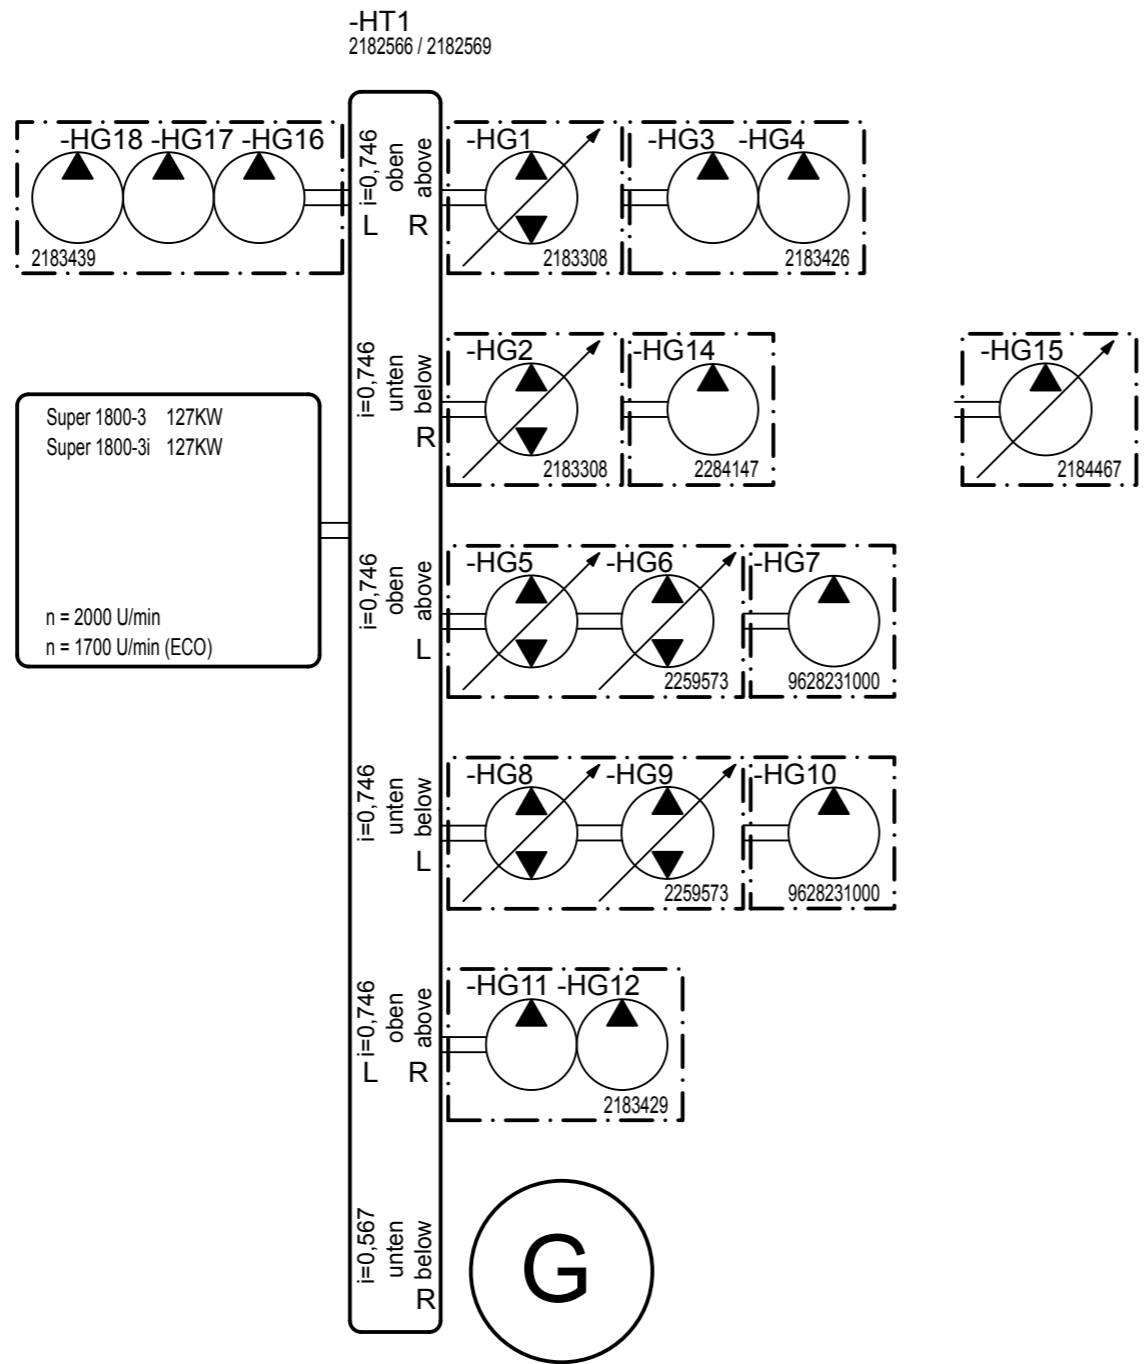 -HT1
2182566 / 2182569
-HG18 -HG17 -HG16
2183439
i=0,746
oben
above
L R
-HG1
2183308
-HG3 -HG4
2183426
i=0,746
unten
below
R
-HG2
2183308
-HG14
2284147
-HG15
2184467
Super 1800-3 127KW
Super 1800-3i 127KW
n = 2000 U/min
n = 1700 U/min (ECO)
i=0,746
oben
above
L
-HG5 -HG6
2259573
-HG7
9628231000
i=0,746
unten
below
L
-HG8 -HG9
2259573
-HG10
9628231000
i=0,746
oben
above
L R
-HG11 -HG12
2183429
i=0,567
unten
below
R
G